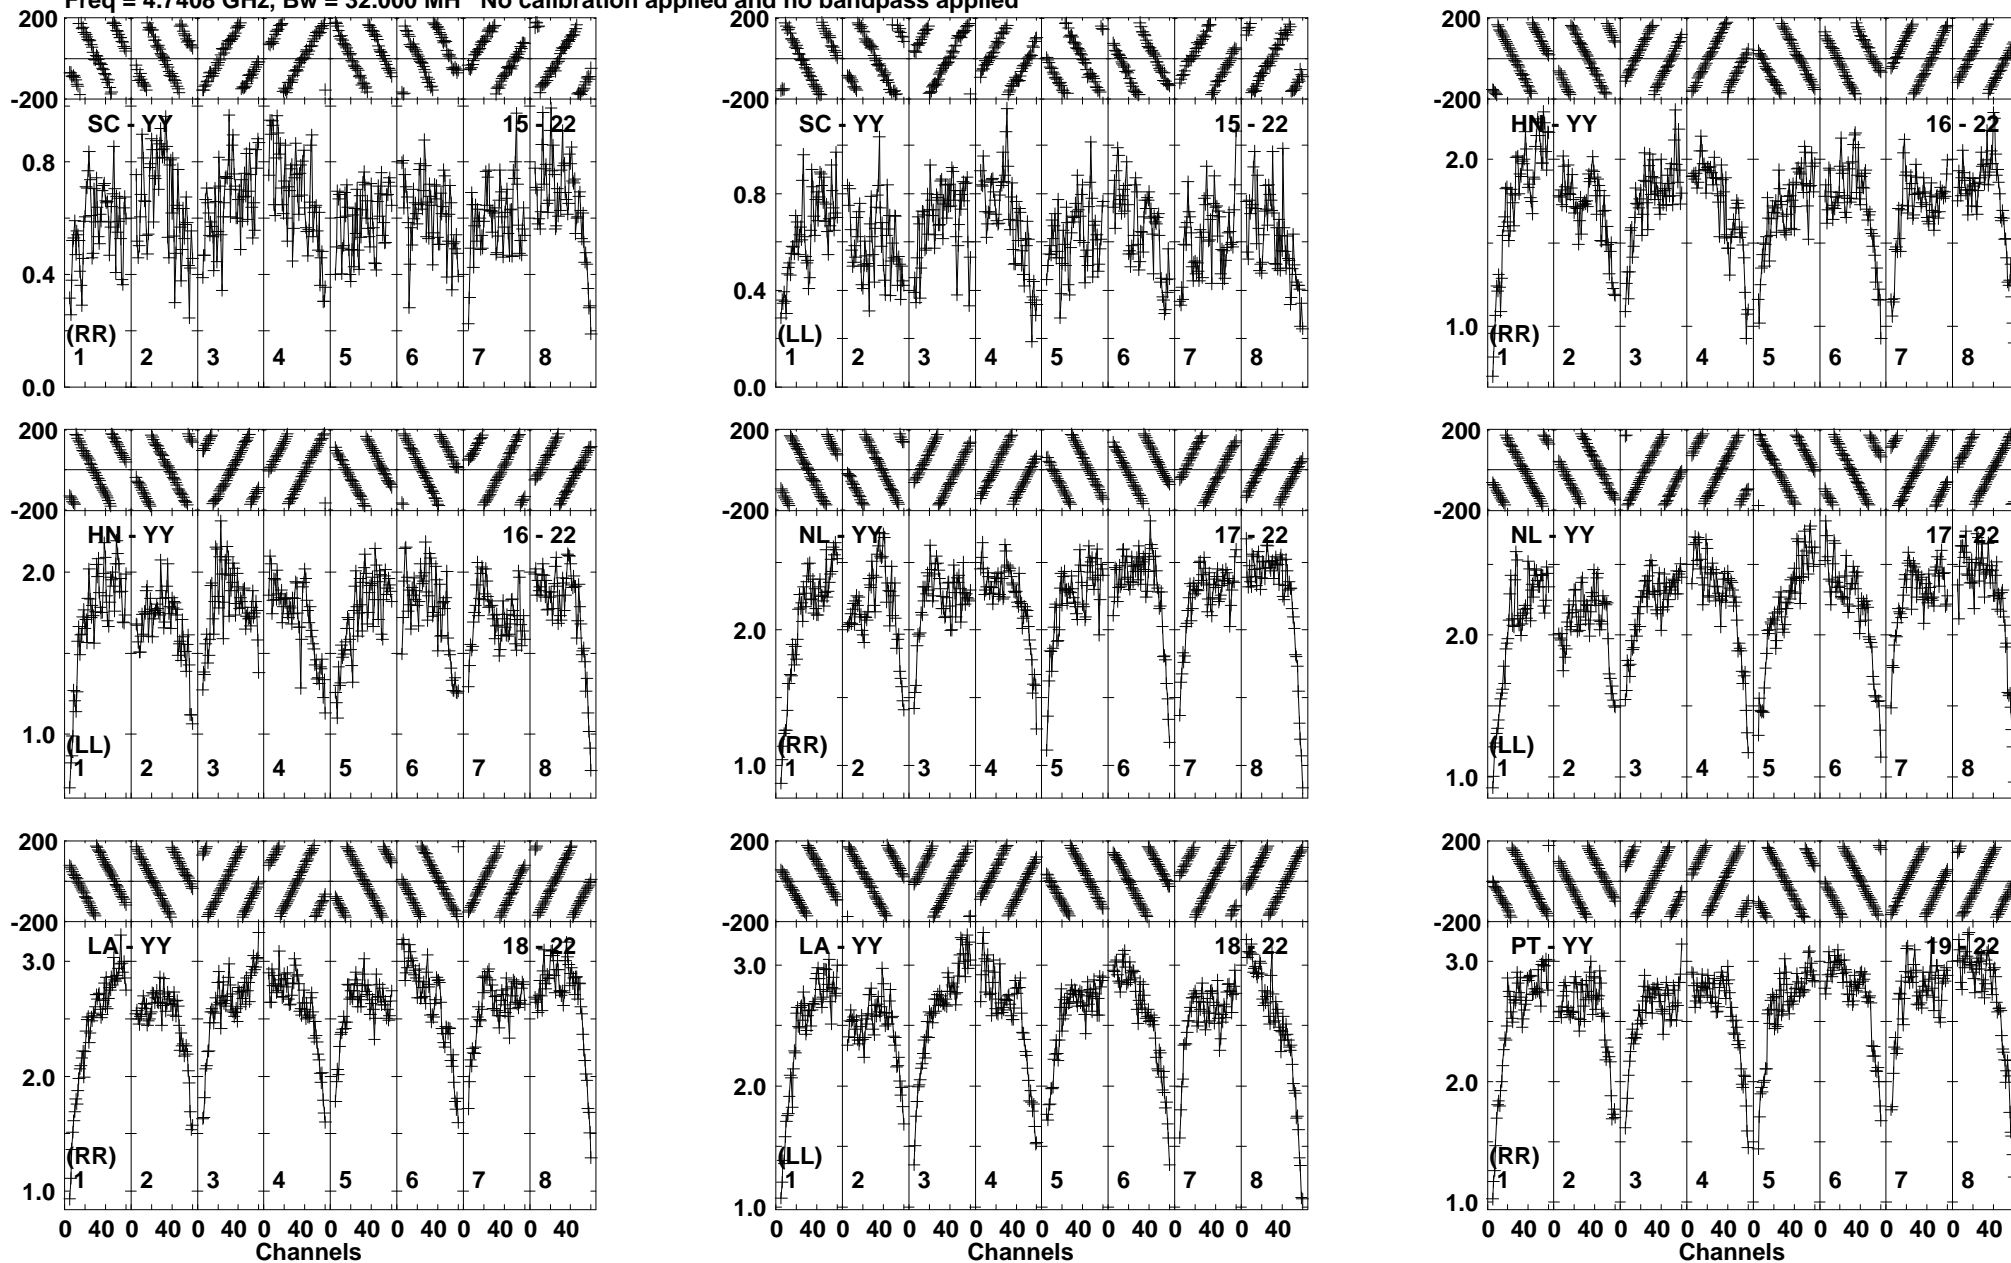 Freq = 4.7408 GHz, Bw = 32.000 MH No calibration applied and no bandpass applied
200 200 200
-200 -200 -200
SC - YY 15 - 22 SC - YY 15 - 22 HN - YY 16 - 22
0.8 0.8 2.0
0.4 0.4 1.0
(RR) (LL) (RR)
1 2 3 4 5 6 7 8 1 2 3 4 5 6 7 8 1 2 3 4 5 6 7 8
0.0 0.0
200 200 200
-200 -200 -200
HN - YY 16 - 22 NL - YY 17 - 22 NL - YY 17 - 22
2.0 2.0 2.0
1.0 1.0 1.0
(LL) (RR) (LL)
1 2 3 4 5 6 7 8 1 2 3 4 5 6 7 8 1 2 3 4 5 6 7 8
200 200 200
-200 -200 -200
LA - YY 18 - 22 LA - YY 18 - 22 PT - YY 19 - 22
3.0 3.0 3.0
2.0 2.0 2.0
(RR) (LL) (RR)
1 2 3 4 5 6 7 8 1 2 3 4 5 6 7 8 1 2 3 4 5 6 7 8
1.0 1.0 1.0
0 40 0 40 0 40 0 40 0 40 0 40 0 40 0 40 0 40 0 40 0 40 0 40 0 40 0 40 0 40 0 40 0 40 0 40 0 40 0 40 0 40 0 40 0 40 0 40
Channels Channels Channels